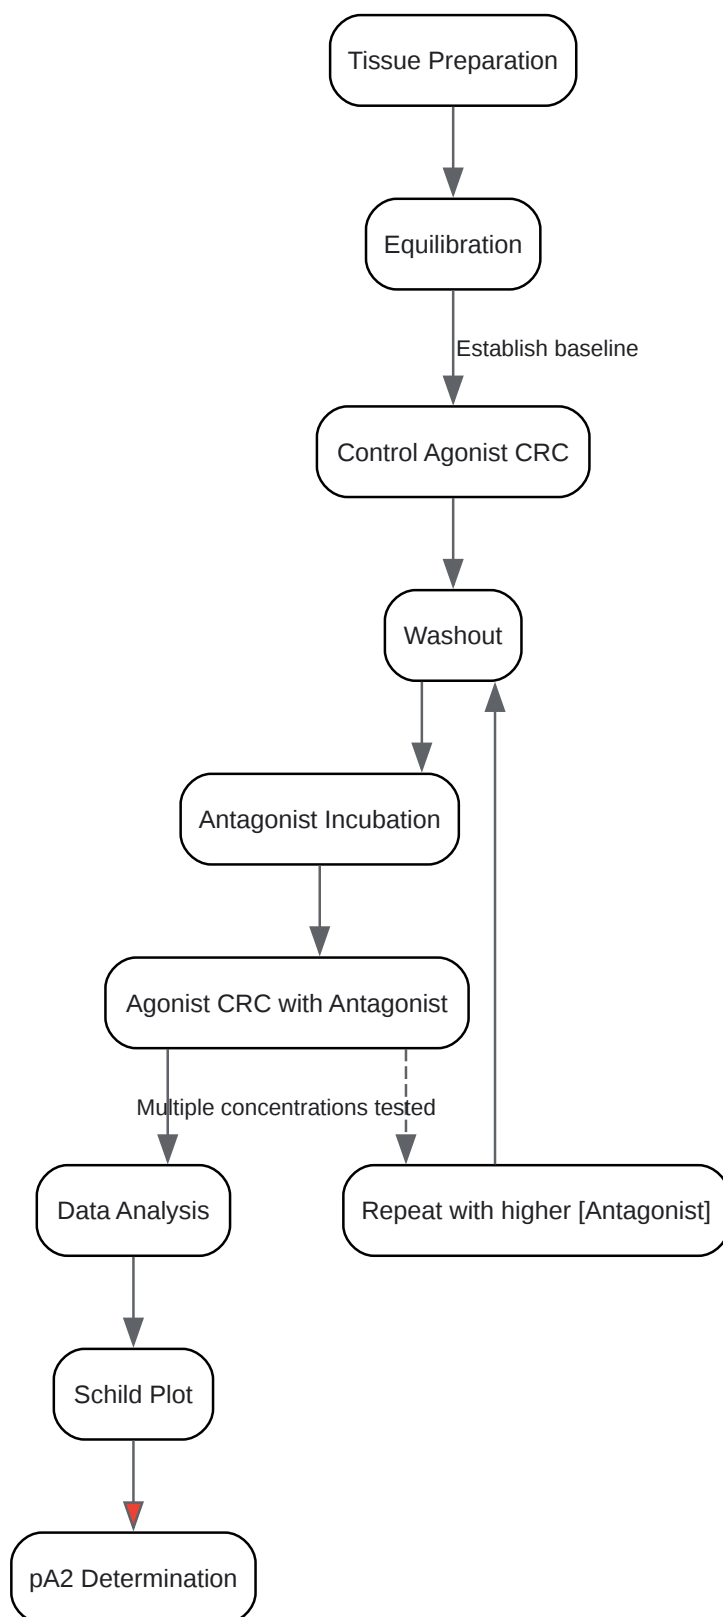 Tissue Preparation
Equilibration
Establish baseline
Control Agonist CRC
Washout
Antagonist Incubation
Agonist CRC with Antagonist
Multiple concentrations tested
Data Analysis
Repeat with higher [Antagonist]
Schild Plot
pA2 Determination